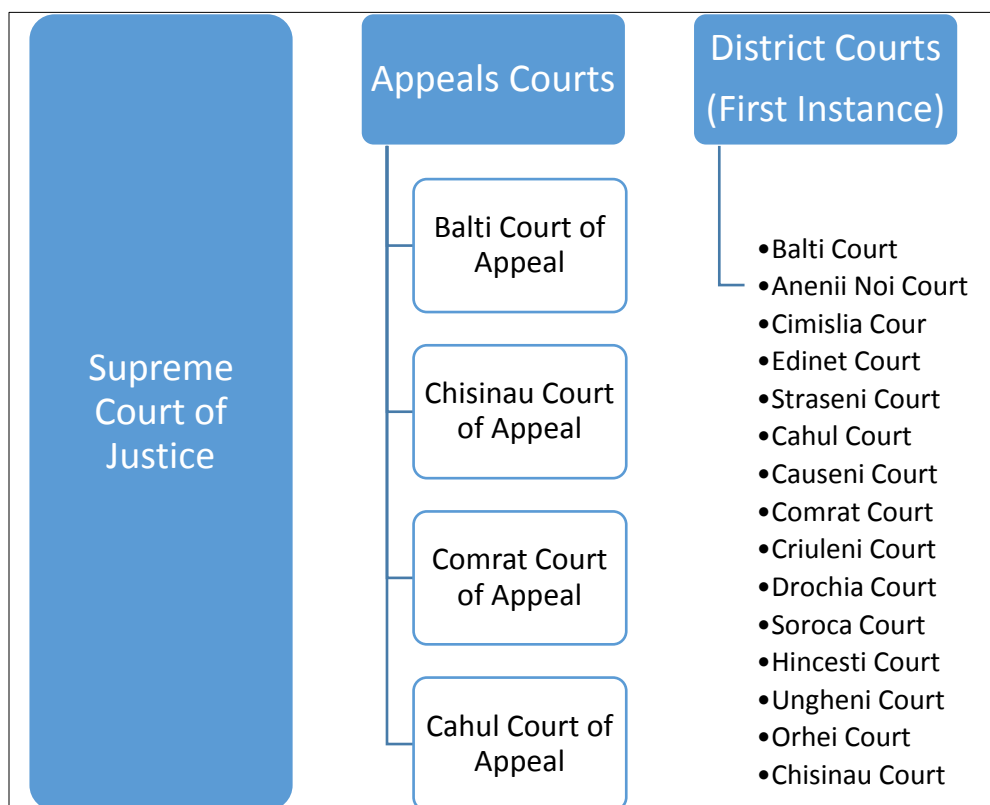 Supreme
Court of
Justice
Appeals Courts
Balti Court of
Appeal
Chisinau Court
of Appeal
Comrat Court
of Appeal
Cahul Court of
Appeal
District Courts
(First Instance)
•Balti Court
•Anenii Noi Court
•Cimislia Cour
•Edinet Court
•Straseni Court
•Cahul Court
•Causeni Court
•Comrat Court
•Criuleni Court
•Drochia Court
•Soroca Court
•Hincesti Court
•Ungheni Court
•Orhei Court
•Chisinau Court